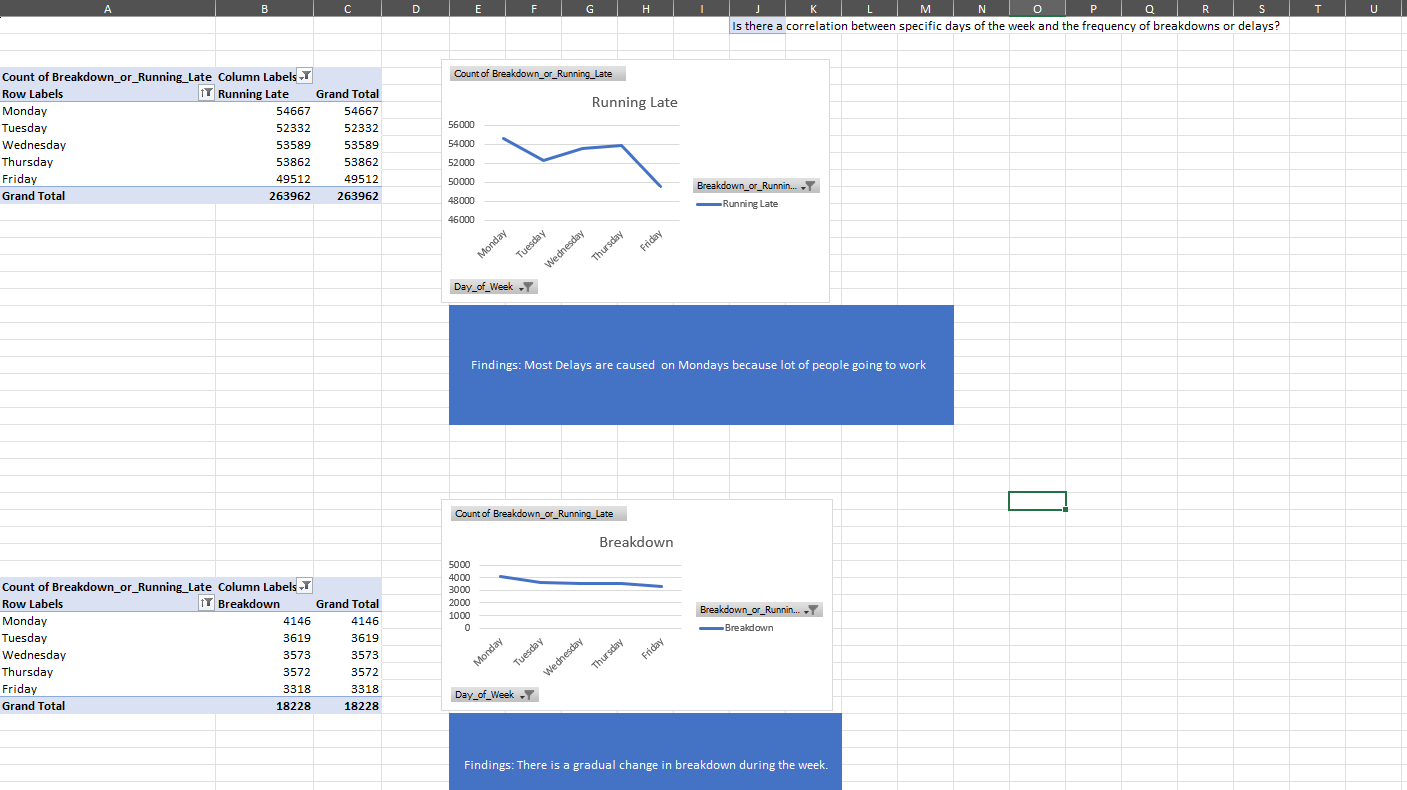 A B C D E F G H I J K L M N O P Q R S T U
Is there a correlation between specific days of the week and the frequency of breakdowns or delays?
Count of Breakdown_or_Running_Late Column Labels
Row Labels Running Late Grand Total
Monday 54667 54667
Tuesday 52332 52332
Wednesday 53589 53589
Thursday 53862 53862
Friday 49512 49512
Grand Total 263962 263962
Count of Breakdown_or_Running_Late
Running Late
56000
54000
52000
50000
48000
46000
Monday Tuesday Wednesday Thursday Friday
Breakdown_or_Runnin...
Running Late
Day_of_Week
Findings: Most Delays are caused  on Mondays because lot of people going to work
Count of Breakdown_or_Running_Late
Breakdown
5000
4000
3000
2000
1000
0
Monday Tuesday Wednesday Thursday Friday
Breakdown_or_Runnin...
Breakdown
Day_of_Week
Count of Breakdown_or_Running_Late Column Labels
Row Labels Breakdown Grand Total
Monday 4146 4146
Tuesday 3619 3619
Wednesday 3573 3573
Thursday 3572 3572
Friday 3318 3318
Grand Total 18228 18228
Findings: There is a gradual change in breakdown during the week.